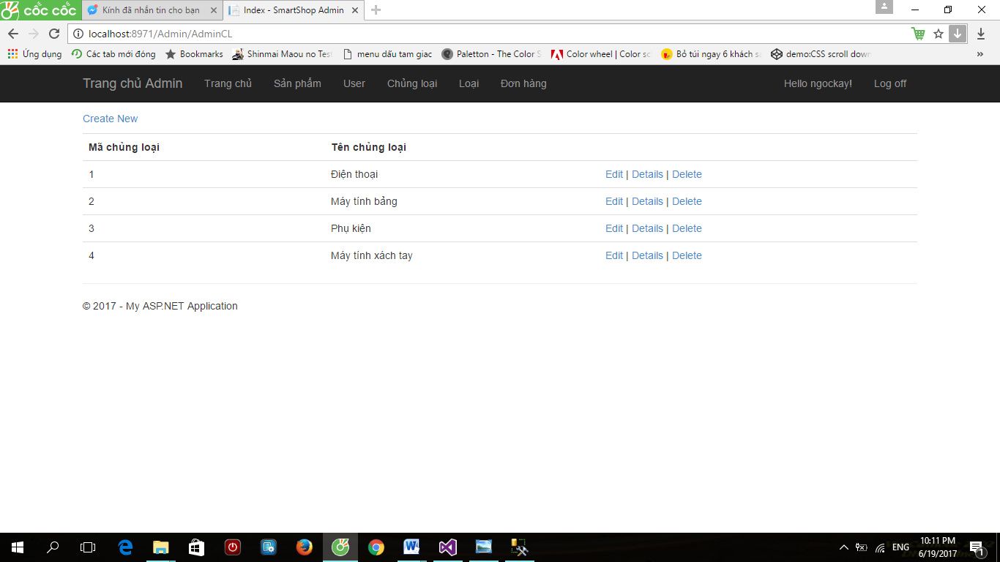 cốc cốc
Kính đã nhắn tin cho bạn
Index - SmartShop Admin
localhost:8971/Admin/AdminCL
Ứng dụng Các tab mới đóng Bookmarks Shinmai Maou no Tes menu dấu tam giac Paletton - The Color S Color wheel | Color sc Bỏ túi ngay 6 khách sạ demo:CSS scroll down »
Trang chủ Admin Trang chủ Sản phẩm User Chủng loại Loại Đơn hàng Hello ngockay! Log off
Create New
Mã chủng loại Tên chủng loại
1 Điện thoại Edit | Details | Delete
2 Máy tính bảng Edit | Details | Delete
3 Phụ kiện Edit | Details | Delete
4 Máy tính xách tay Edit | Details | Delete
© 2017 - My ASP.NET Application
ENG
10:11 PM
6/19/2017
1